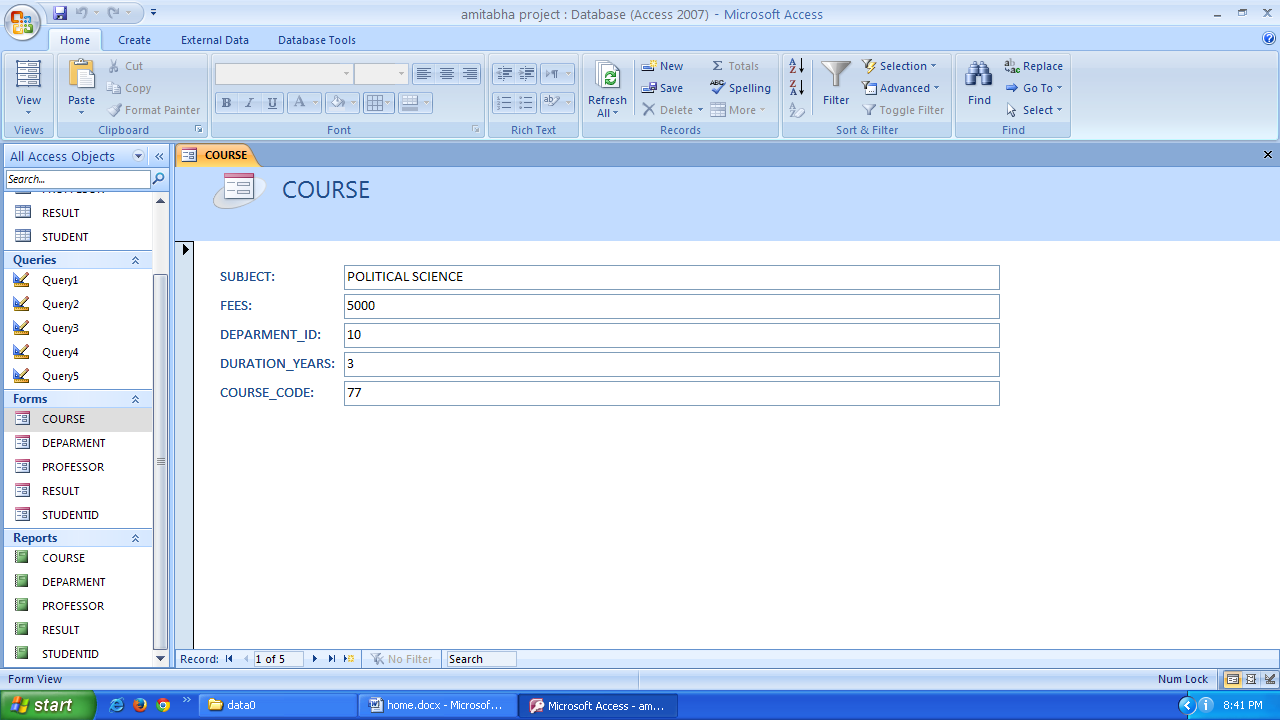 amitabha project : Database (Access 2007) - Microsoft Access
Home Create External Data Database Tools
View
Views
Paste
Cut
Copy
Format Painter
Clipboard
B I U A
Font
Rich Text
Refresh All
New
Save
Delete
Totals
Spelling
More
Records
Filter
Selection
Advanced
Toggle Filter
Sort & Filter
Find
Replace
Go To
Select
Find
All Access Objects
Search...
RESULT
STUDENT
Queries
Query1
Query2
Query3
Query4
Query5
Forms
COURSE
DEPARMENT
PROFESSOR
RESULT
STUDENTID
Reports
COURSE
DEPARMENT
PROFESSOR
RESULT
STUDENTID
COURSE
COURSE
SUBJECT: POLITICAL SCIENCE
FEES: 5000
DEPARMENT_ID: 10
DURATION_YEARS: 3
COURSE_CODE: 77
Record: 1 of 5 No Filter Search
Form View Num Lock
start data0 home.docx - Microsof... Microsoft Access - am... 8:41 PM